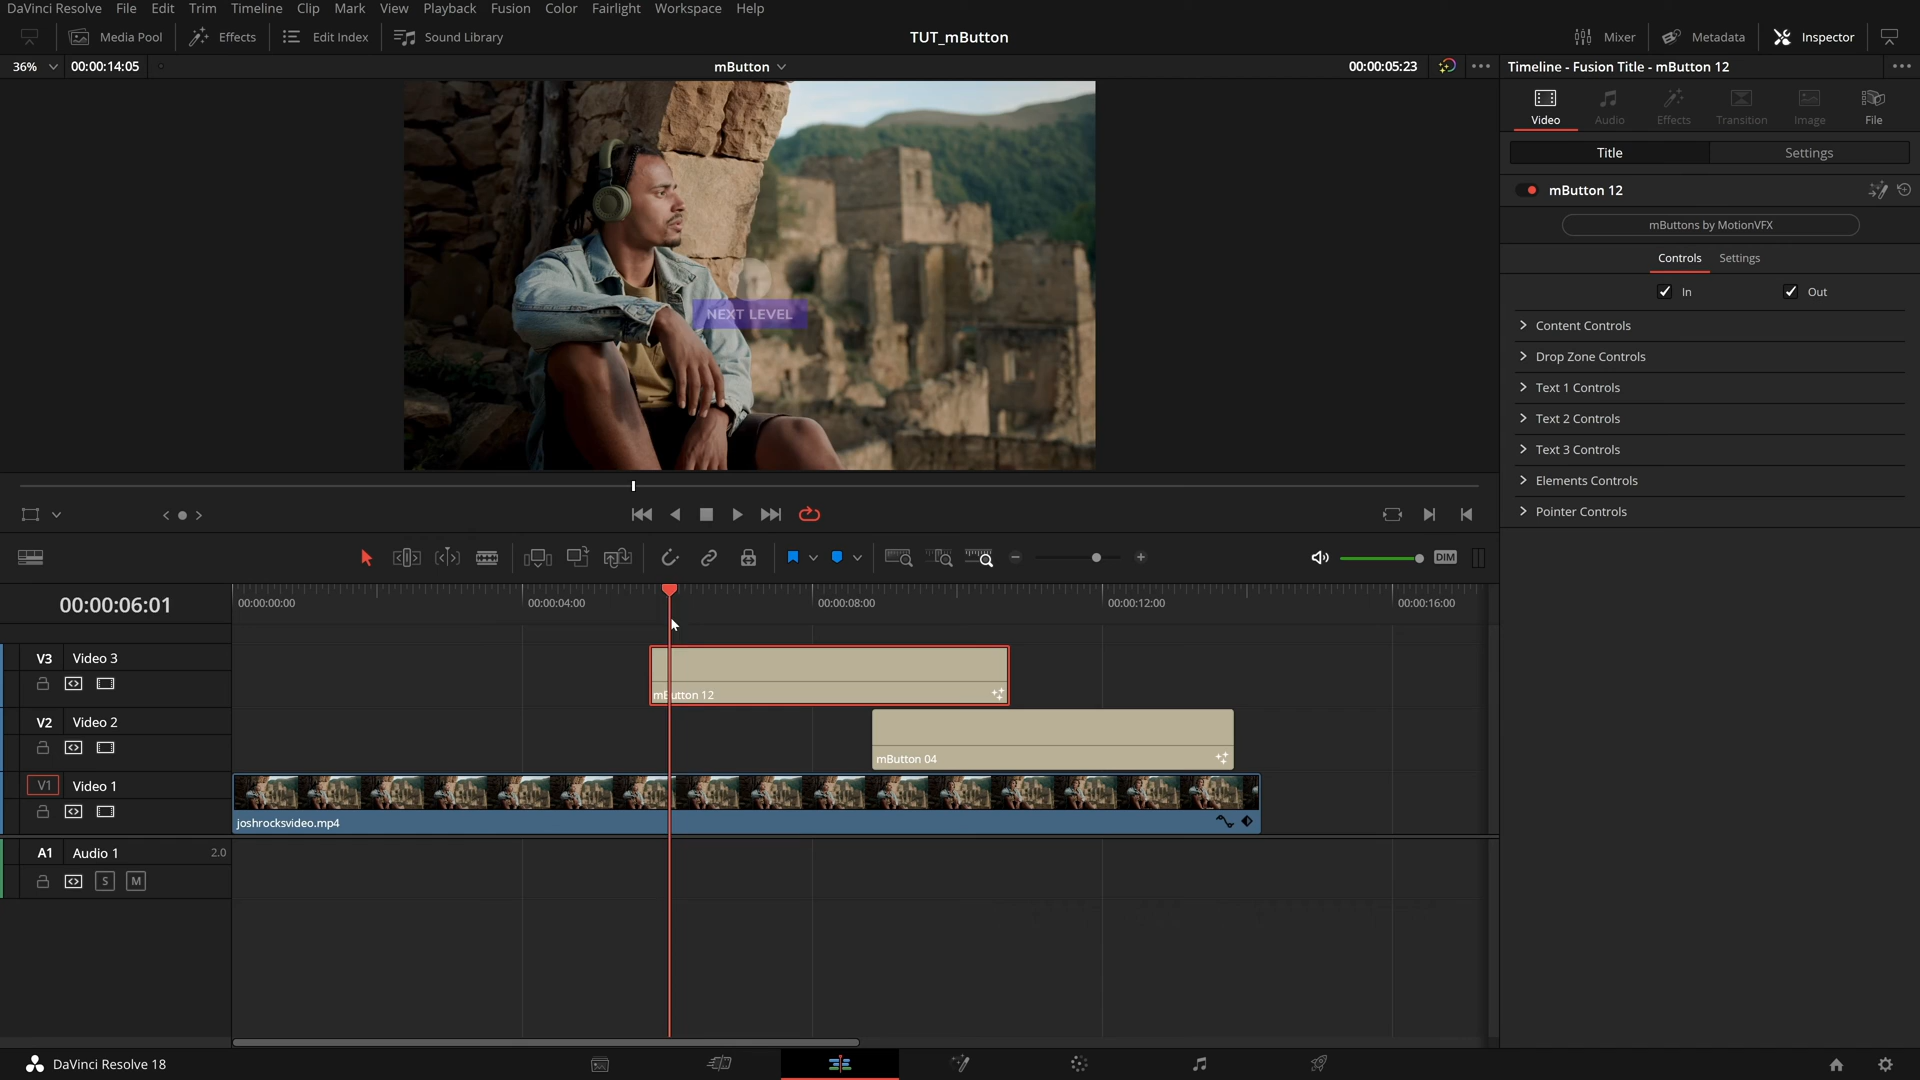 DaVinci Resolve File Edit Trim Timeline Clip Mark View Playback Fusion Color Fairlight Workspace Help
Media Pool Effects Edit Index Sound Library TUT_mButton Mixer Metadata Inspector
36% 00:00:14:05 mButton 00:00:05:23 Timeline - Fusion Title - mButton 12
Video Audio Effects Transition Image File
Title Settings
mButton 12
mButtons by MotionVFX
Controls Settings
In Out
Content Controls
Drop Zone Controls
Text 1 Controls
Text 2 Controls
Text 3 Controls
Elements Controls
Pointer Controls
NEXT LEVEL
DIM
00:00:06:01 00:00:00:00 00:00:04:00 00:00:08:00 00:00:12:00 00:00:16:00
V3 Video 3
mButton 12
V2 Video 2
mButton 04
V1 Video 1
joshrocksvideo.mp4
A1 Audio 1 2.0
S M
DaVinci Resolve 18